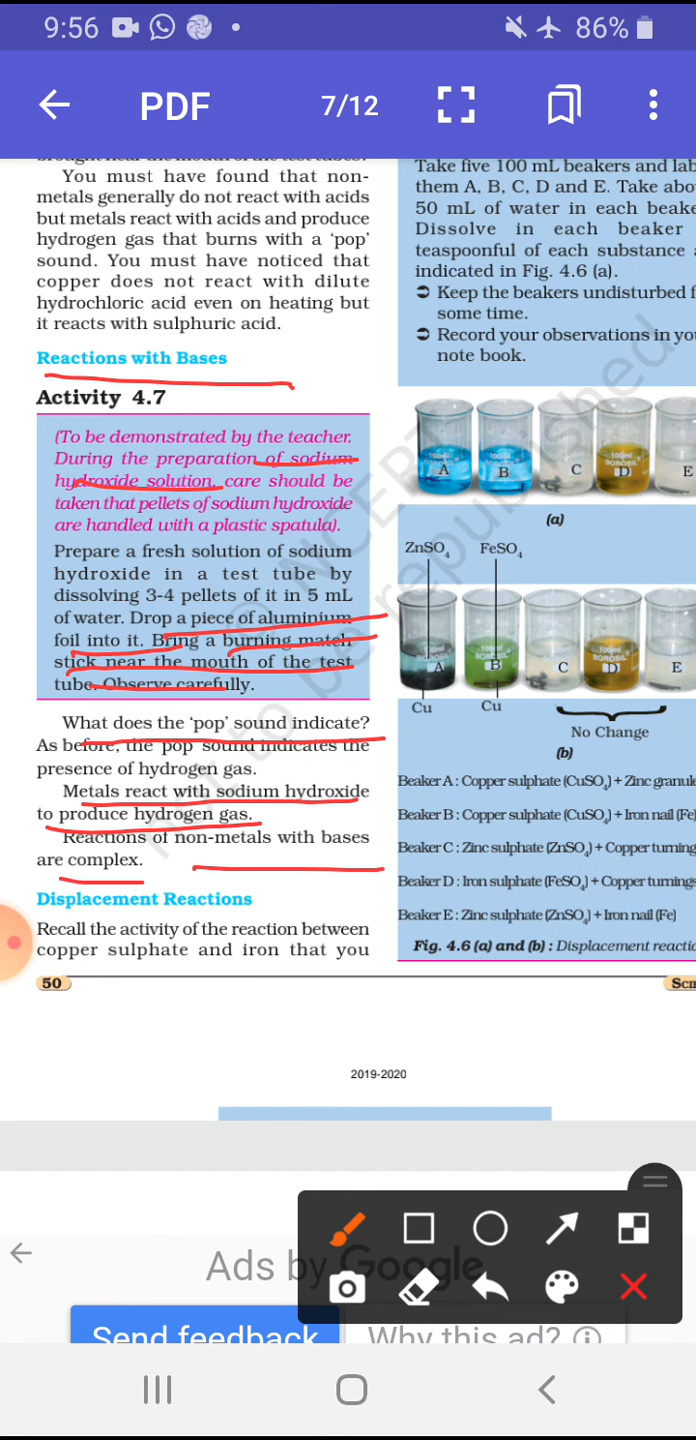 9:56
86%
PDF
7/12
You must have found that non-
metals generally do not react with acids
but metals react with acids and produce
hydrogen gas that burns with a ‘pop’
sound. You must have noticed that
copper does not react with dilute
hydrochloric acid even on heating but
it reacts with sulphuric acid.
Reactions with Bases
Activity 4.7
(To be demonstrated by the teacher.
During the preparation of sodium
hydroxide solution, care should be
taken that pellets of sodium hydroxide
are handled with a plastic spatula).
Prepare a fresh solution of sodium
hydroxide in a test tube by
dissolving 3-4 pellets of it in 5 mL
of water. Drop a piece of aluminium
foil into it. Bring a burning match
stick near the mouth of the test
tube. Observe carefully.
What does the ‘pop’ sound indicate?
As before, the ‘pop’ sound indicates the
presence of hydrogen gas.
Metals react with sodium hydroxide
to produce hydrogen gas.
Reactions of non-metals with bases
are complex.
Displacement Reactions
Recall the activity of the reaction between
copper sulphate and iron that you
50
Take five 100 mL beakers and lab
them A, B, C, D and E. Take abo
50 mL of water in each beake
Dissolve in each beaker
teaspoonful of each substance
indicated in Fig. 4.6 (a).
➲ Keep the beakers undisturbed f
some time.
➲ Record your observations in yo
note book.
A B C D E
(a)
ZnSO₄ FeSO₄
A B C D E
Cu Cu
No Change
(b)
Beaker A : Copper sulphate (CuSO₄) + Zinc granule
Beaker B : Copper sulphate (CuSO₄) + Iron nail (Fe)
Beaker C : Zinc sulphate (ZnSO₄) + Copper turning
Beaker D : Iron sulphate (FeSO₄) + Copper turnings
Beaker E : Zinc sulphate (ZnSO₄) + Iron nail (Fe)
Fig. 4.6 (a) and (b) : Displacement reactio
not to be republished
2019-2020
Ads by Google
Send feedback
Why this ad?